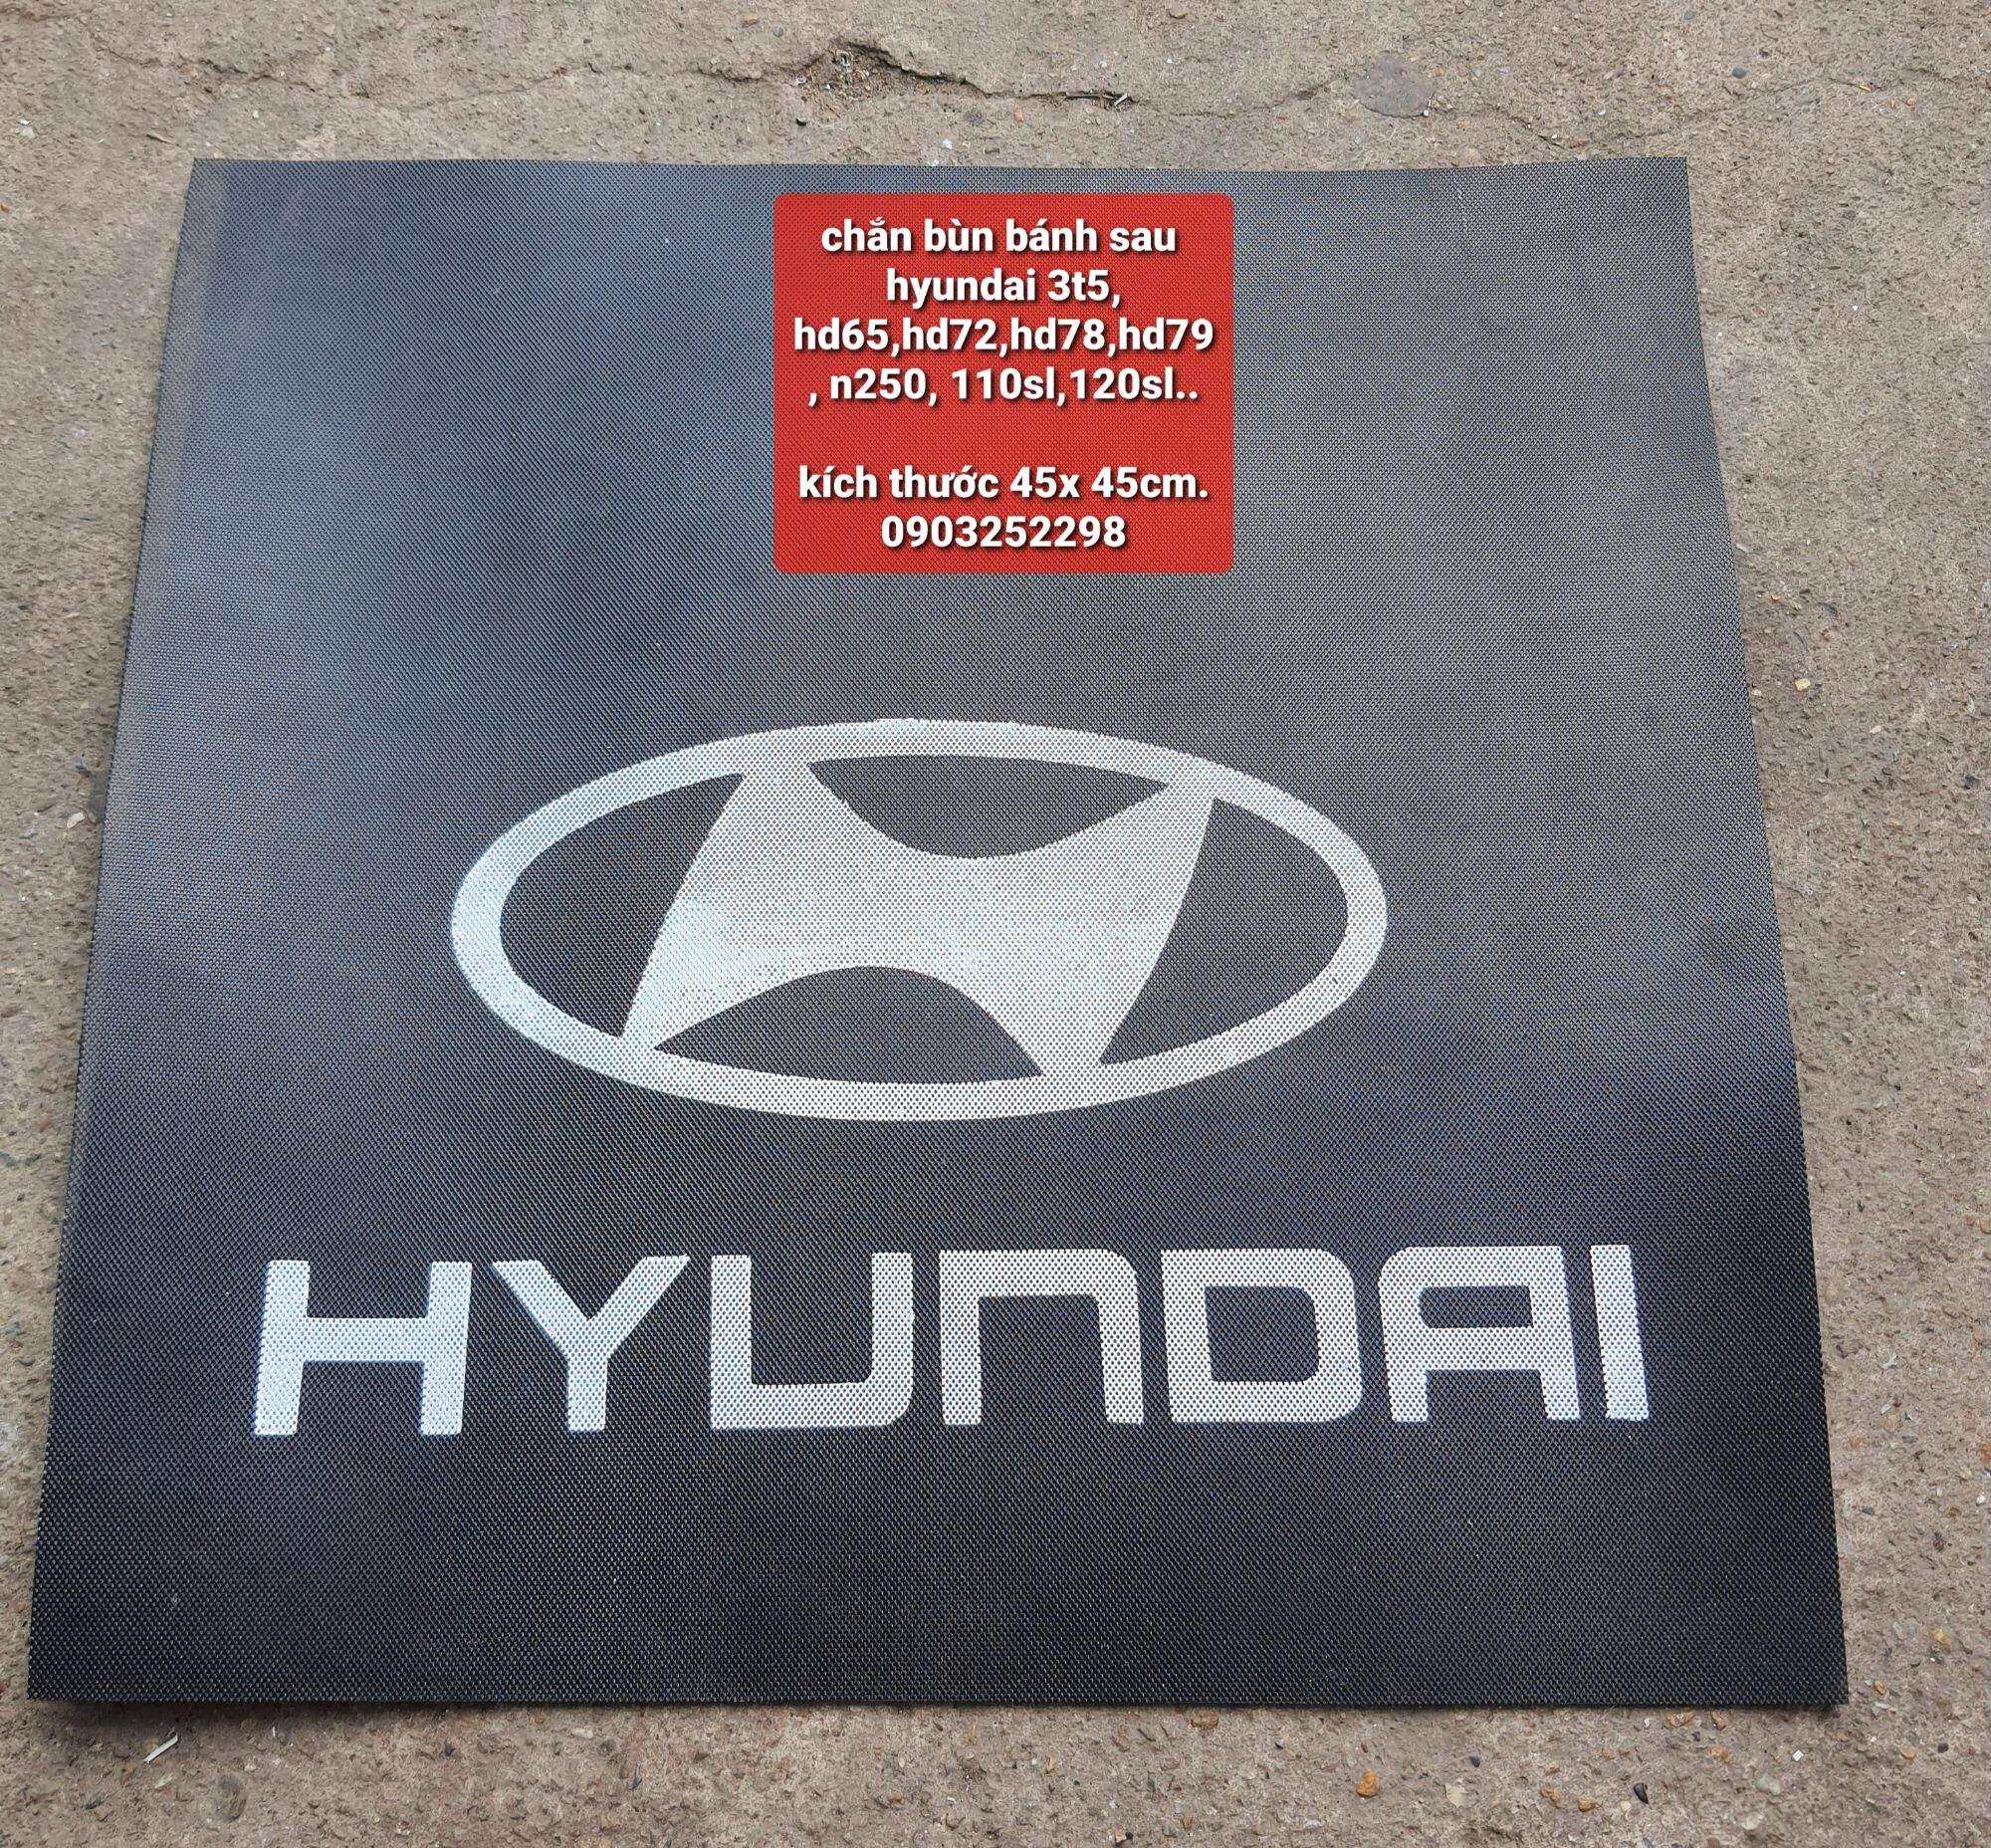 chắn bùn bánh sau
hyundai 3t5,
hd65,hd72,hd78,hd79
, n250, 110sl,120sl..
kích thước 45x 45cm.
0903252298
HYUNDAI